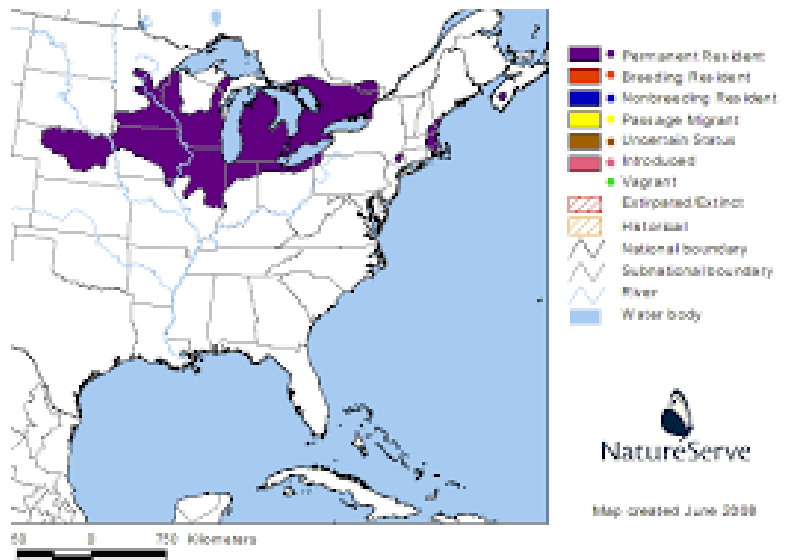 Permanent Resident
Breeding Resident
Nonbreeding Resident
Passage Migrant
Uncertain Status
Introduced
Vagrant
Extirpated/Extinct
Historical
National boundary
Subnational boundary
River
Water body
?
NatureServe
Map created June
0 750 Kilometers